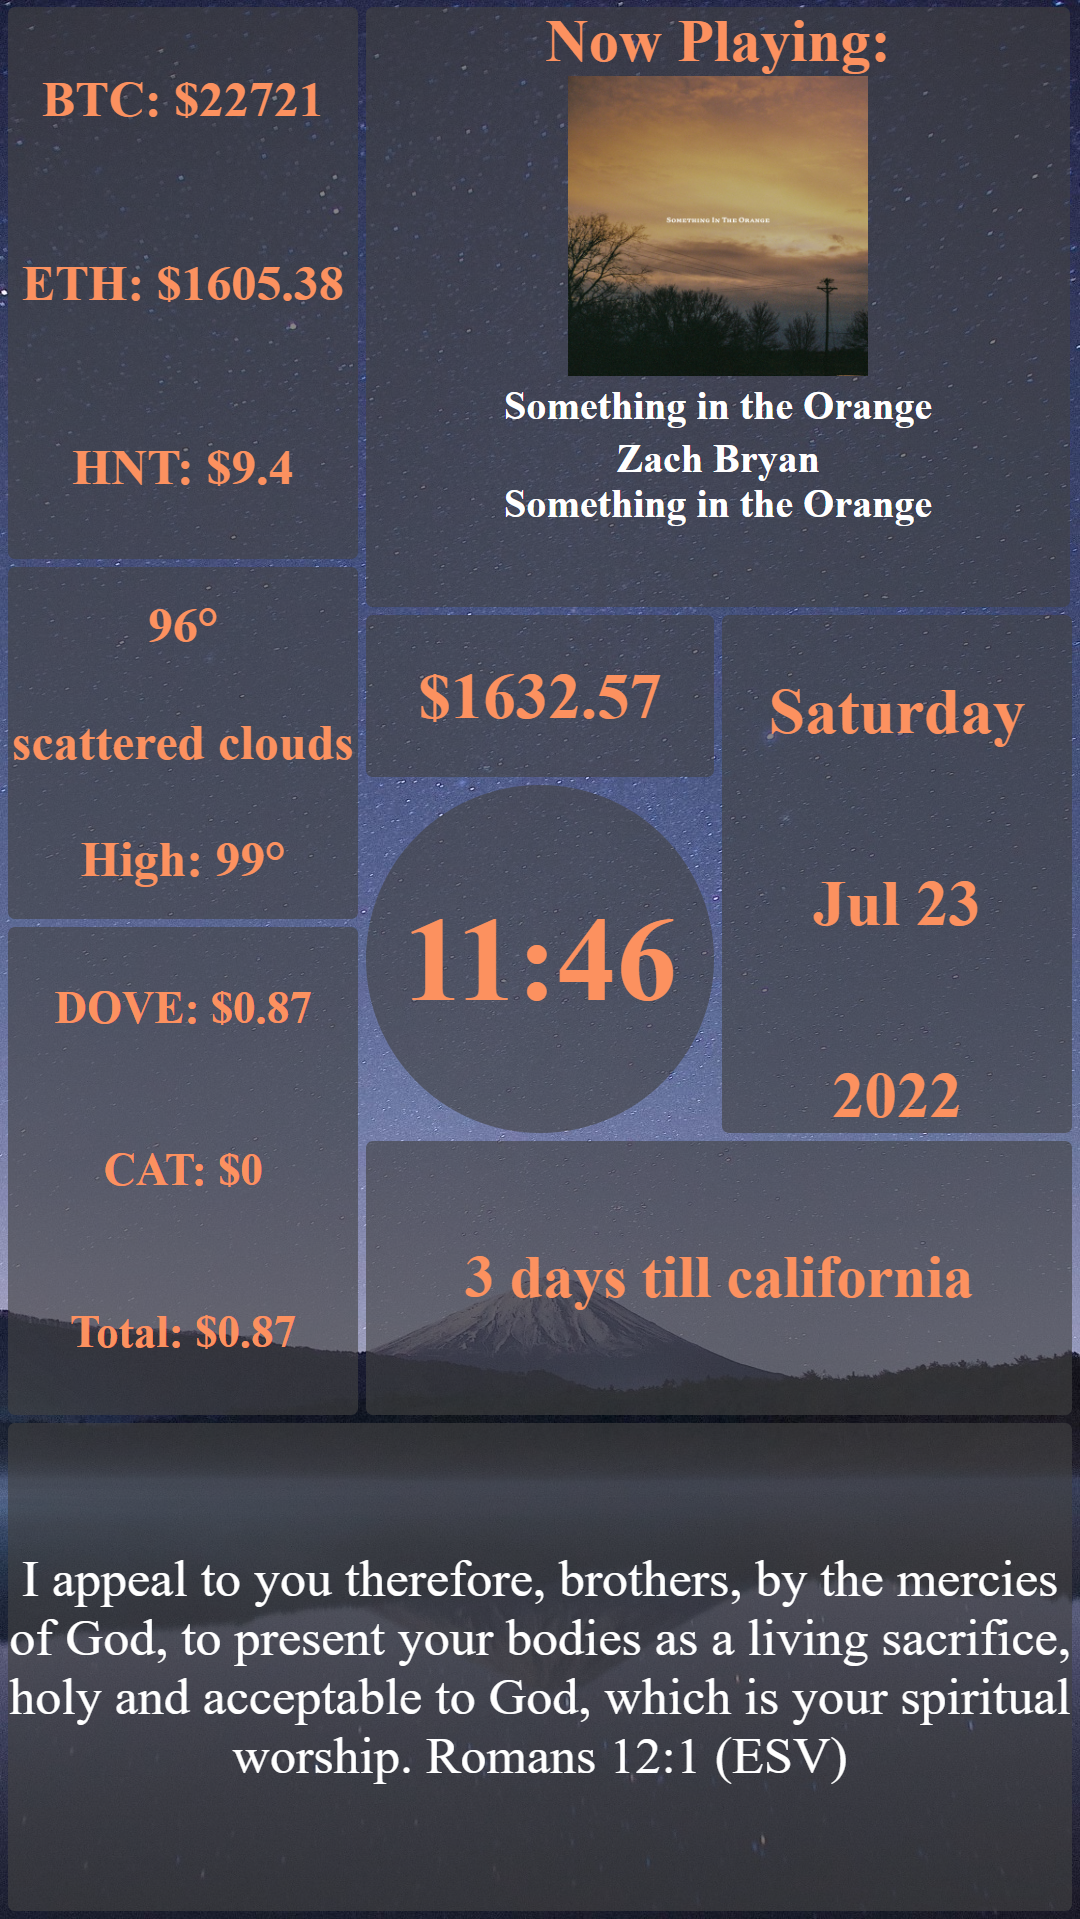 BTC: $22721
ETH: $1605.38
HNT: $9.4
Now Playing:
Something In The Orange
Something in the Orange
Zach Bryan
Something in the Orange
96°
scattered clouds
High: 99°
$1632.57
Saturday
Jul 23
2022
11:46
DOVE: $0.87
CAT: $0
Total: $0.87
3 days till california
I appeal to you therefore, brothers, by the mercies
of God, to present your bodies as a living sacrifice,
holy and acceptable to God, which is your spiritual
worship. Romans 12:1 (ESV)